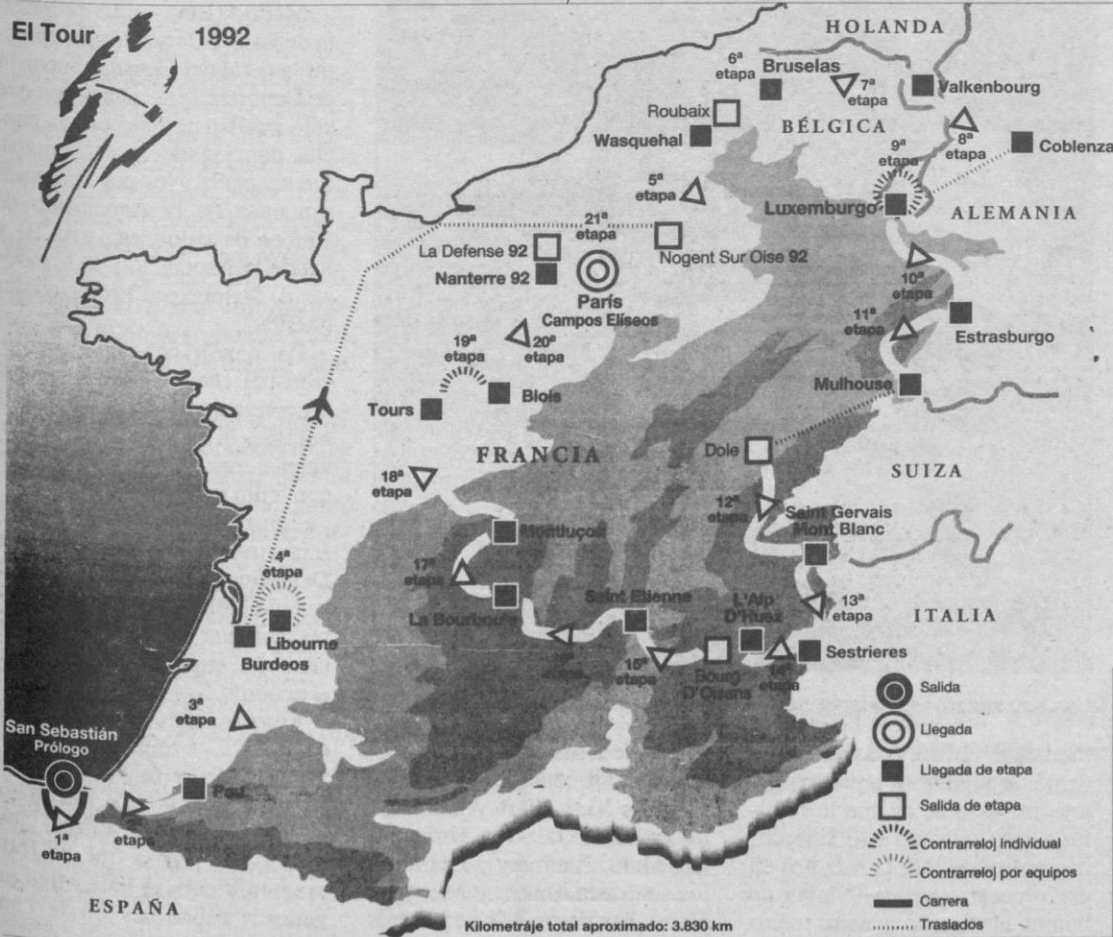 El Tour 1992
HOLANDA
6ª
etapa
Bruselas
7ª
etapa
Valkenbourg
Roubaix
BÉLGICA
Wasquehal
8ª
etapa
Coblenza
9ª
etapa
5ª
etapa
Luxemburgo
ALEMANIA
21ª
etapa
La Defense 92
Nogent Sur Oise 92
Nanterre 92
París
Campos Elíseos
10ª
etapa
11ª
etapa
Estrasburgo
19ª
etapa
20ª
etapa
Mulhouse
Tours
Blois
Dole
FRANCIA
SUIZA
18ª
etapa
12ª
etapa
Saint Gervais
Mont Blanc
Montluçon
4ª
etapa
17ª
etapa
Saint Etienne
L'Alp
D'Huez
13ª
etapa
ITALIA
La Bourboule
Libourne
Burdeos
etapa
15ª
etapa
Bourg
D'Oisans
14ª
etapa
Sestrieres
3ª
etapa
San Sebastián
Prólogo
Pau
1ª
etapa
etapa
ESPAÑA
Salida
Llegada
Llegada de etapa
Salida de etapa
Contrarreloj Individual
Contrarreloj por equipos
Carrera
Traslados
Kilometráje total aproximado: 3.830 km